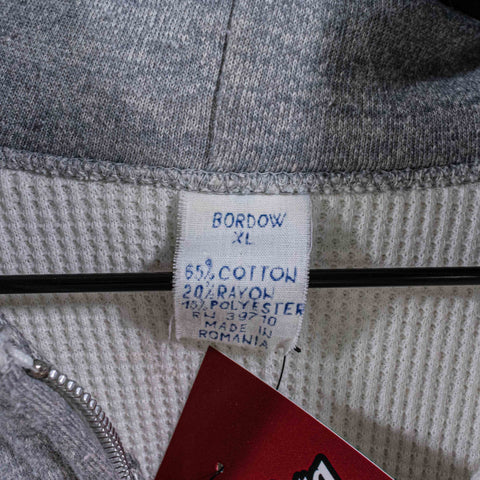 BORDOW
XL
65% COTTON
20% RAYON
15% POLYESTER
RN 39710
MADE IN
ROMANIA